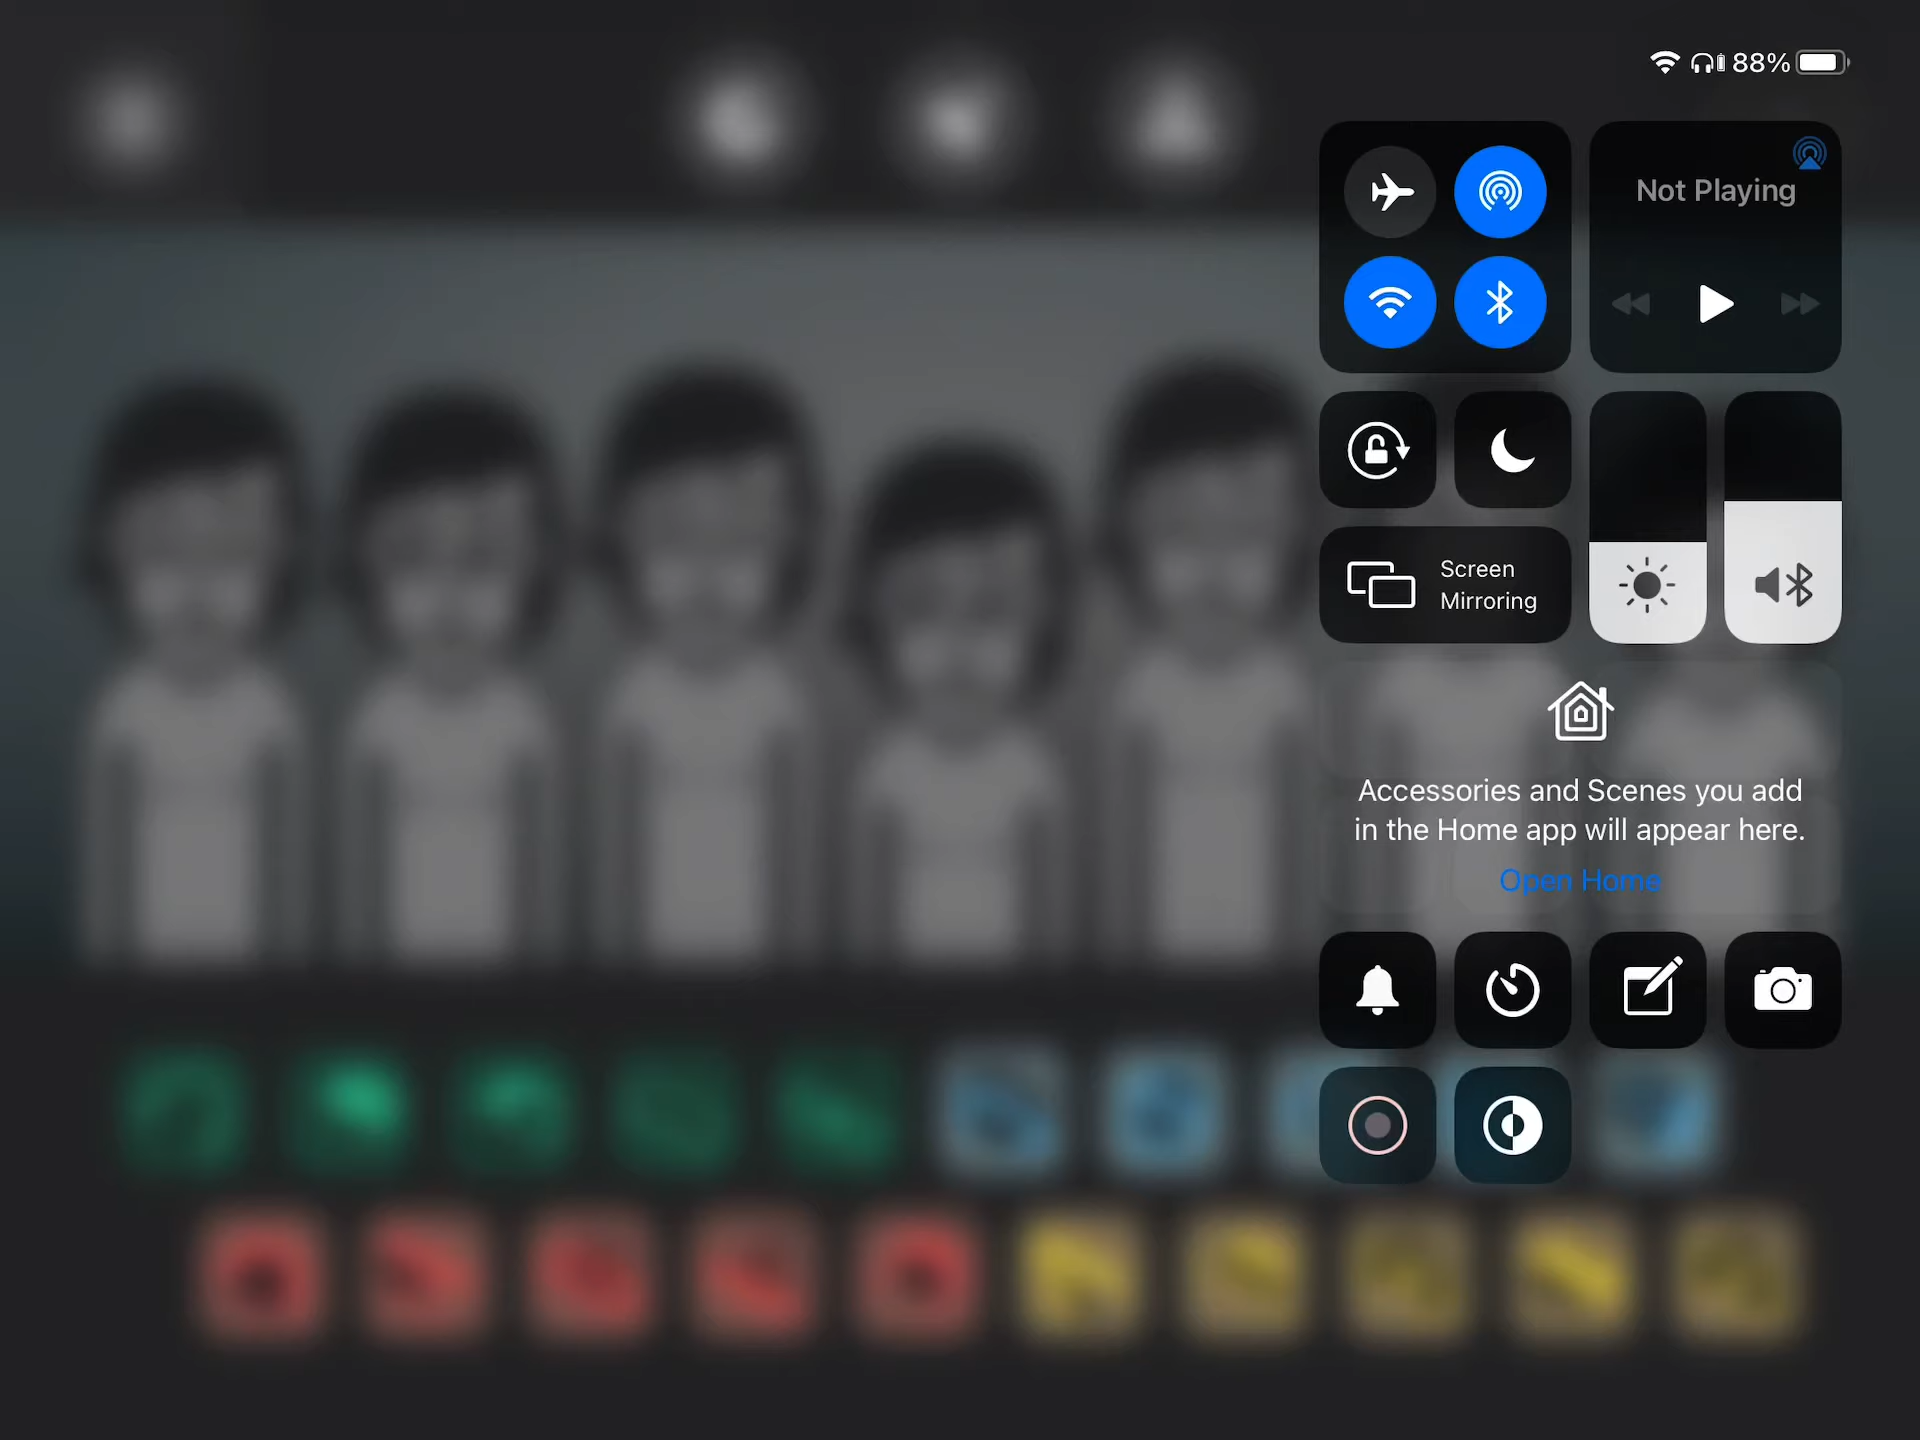 88%
Not Playing
Screen
Mirroring
Accessories and Scenes you add
in the Home app will appear here.
Open Home